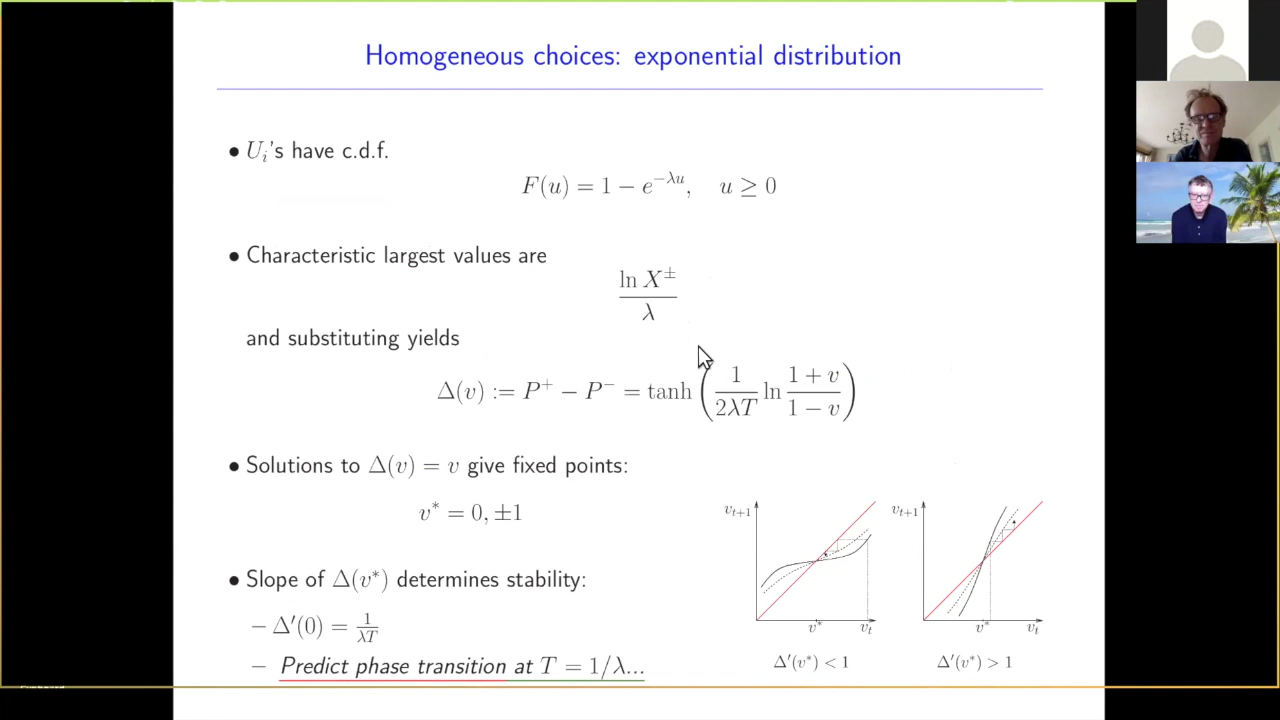 Homogeneous choices: exponential distribution
• U_i's have c.d.f.
F(u) = 1 − e^{−λu}, u ≥ 0
• Characteristic largest values are
ln X^± / λ
and substituting yields
Δ(v) := P^+ − P^− = tanh ( 1/(2λT) ln (1 + v)/(1 − v) )
• Solutions to Δ(v) = v give fixed points:
v* = 0, ±1
• Slope of Δ(v*) determines stability:
− Δ′(0) = 1/(λT)
− Predict phase transition at T = 1/λ...
v_{t+1}
v*
v_t
Δ′(v*) < 1
v_{t+1}
v*
v_t
Δ′(v*) > 1